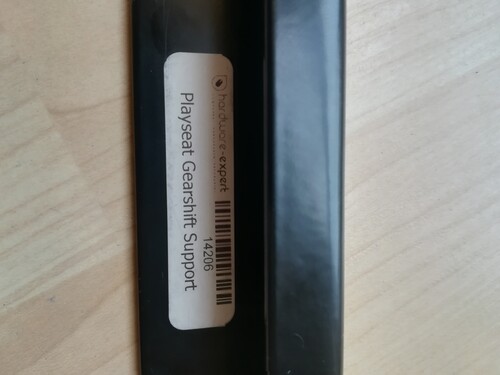 hardware-expert
14206
Playseat Gearshift Support